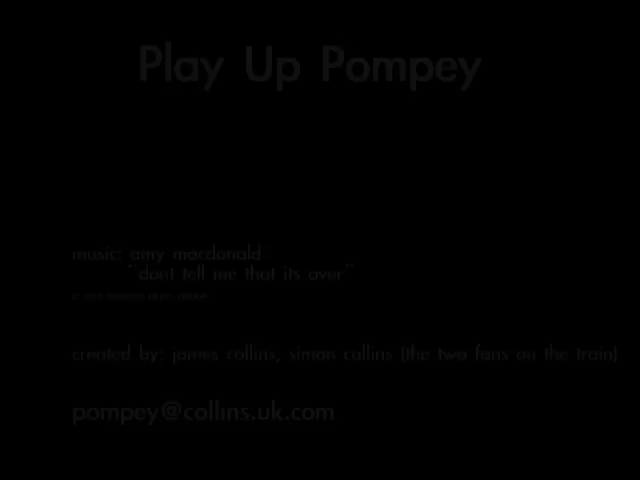 Play Up Pompey
music: amy macdonald
"dont tell me that its over"
created by: james collins, simon collins (the two fans on the train)
pompey@collins.uk.com